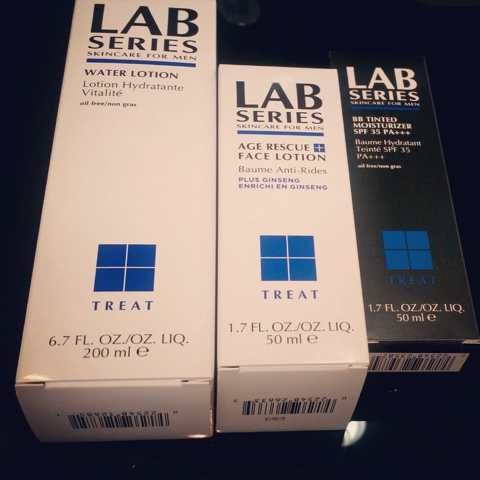 LAB
SERIES
SKINCARE FOR MEN
WATER LOTION
Lotion Hydratante
Vitalité
oil free/non gras
TREAT
6.7 FL. OZ./OZ. LIQ.
200 ml e
LAB
SERIES
SKINCARE FOR MEN
AGE RESCUE +
FACE LOTION
Baume Anti-Rides
PLUS GINSENG
ENRICHI EN GINSENG
TREAT
1.7 FL. OZ./OZ. LIQ.
50 ml e
LAB
SERIES
SKINCARE FOR MEN
BB TINTED
MOISTURIZER
SPF 35 PA+++
Baume Hydratant
Teinté SPF 35
PA+++
oil free/non gras
TREAT
1.7 FL. OZ./OZ. LIQ.
50 ml e